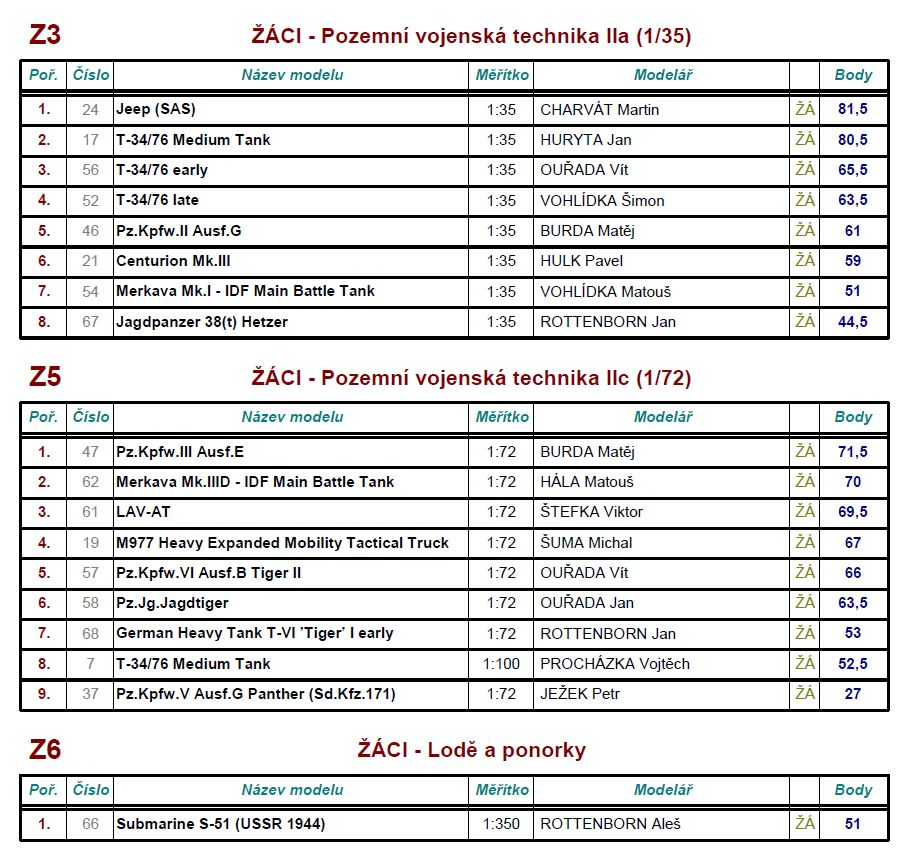 Z3 ŽÁCI - Pozemní vojenská technika IIa (1/35)
Poř. Číslo Název modelu Měřítko Modelář Body
1. 24 Jeep (SAS) 1:35 CHARVÁT Martin ŽÁ 81,5
2. 17 T-34/76 Medium Tank 1:35 HURYTA Jan ŽÁ 80,5
3. 56 T-34/76 early 1:35 OUŘADA Vít ŽÁ 65,5
4. 52 T-34/76 late 1:35 VOHLÍDKA Šimon ŽÁ 63,5
5. 46 Pz.Kpfw.II Ausf.G 1:35 BURDA Matěj ŽÁ 61
6. 21 Centurion Mk.III 1:35 HULK Pavel ŽÁ 59
7. 54 Merkava Mk.I - IDF Main Battle Tank 1:35 VOHLÍDKA Matouš ŽÁ 51
8. 67 Jagdpanzer 38(t) Hetzer 1:35 ROTTENBORN Jan ŽÁ 44,5
Z5 ŽÁCI - Pozemní vojenská technika IIc (1/72)
Poř. Číslo Název modelu Měřítko Modelář Body
1. 47 Pz.Kpfw.III Ausf.E 1:72 BURDA Matěj ŽÁ 71,5
2. 62 Merkava Mk.IIID - IDF Main Battle Tank 1:72 HÁLA Matouš ŽÁ 70
3. 61 LAV-AT 1:72 ŠTEFKA Viktor ŽÁ 69,5
4. 19 M977 Heavy Expanded Mobility Tactical Truck 1:72 ŠUMA Michal ŽÁ 67
5. 57 Pz.Kpfw.VI Ausf.B Tiger II 1:72 OUŘADA Vít ŽÁ 66
6. 58 Pz.Jg.Jagdtiger 1:72 OUŘADA Jan ŽÁ 63,5
7. 68 German Heavy Tank T-VI ’Tiger’ I early 1:72 ROTTENBORN Jan ŽÁ 53
8. 7 T-34/76 Medium Tank 1:100 PROCHÁZKA Vojtěch ŽÁ 52,5
9. 37 Pz.Kpfw.V Ausf.G Panther (Sd.Kfz.171) 1:72 JEŽEK Petr ŽÁ 27
Z6 ŽÁCI - Lodě a ponorky
Poř. Číslo Název modelu Měřítko Modelář Body
1. 66 Submarine S-51 (USSR 1944) 1:350 ROTTENBORN Aleš ŽÁ 51